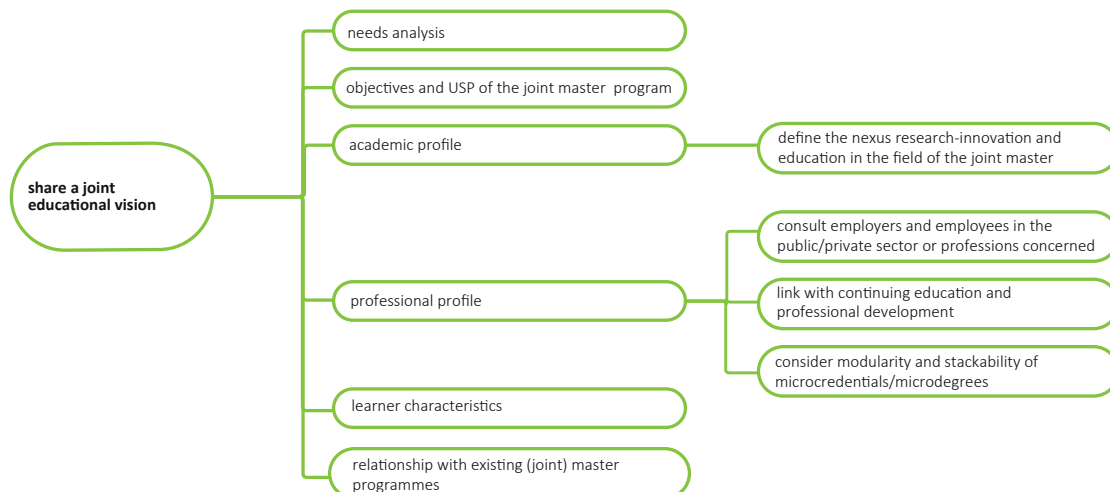 needs analysis
objectives and USP of the joint master program
academic profile
define the nexus research-innovation and
education in the field of the joint master
share a joint
educational vision
consult employers and employees in the
public/private sector or professions concerned
professional profile
link with continuing education and
professional development
consider modularity and stackability of
microcredentials/microdegrees
learner characteristics
relationship with existing (joint) master
programmes